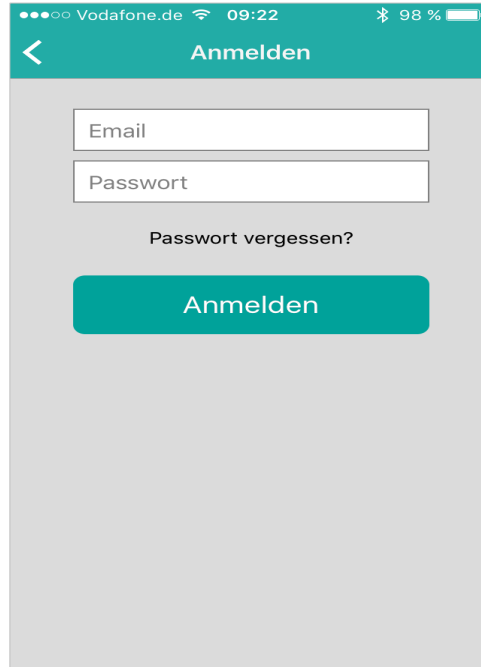 Vodafone.de 09:22 98 %
Anmelden
Email
Passwort
Passwort vergessen?
Anmelden